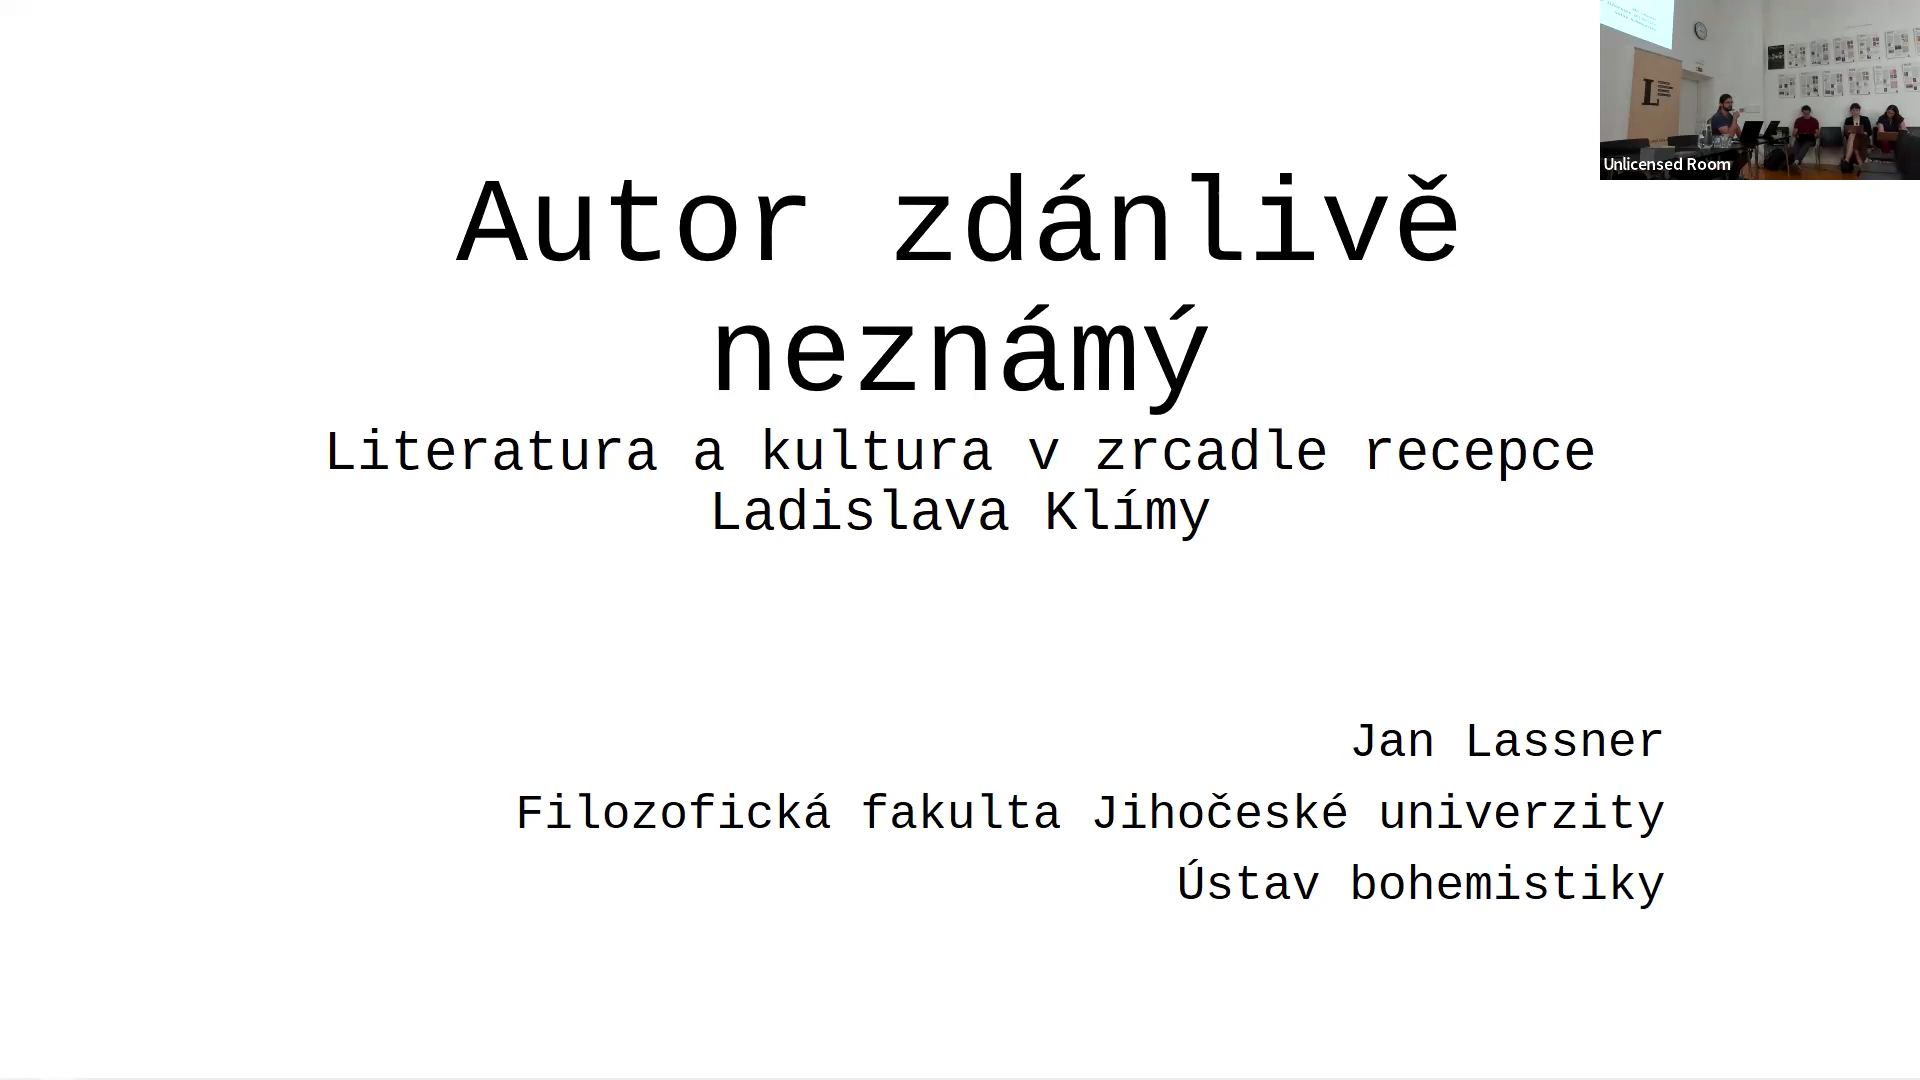 Autor zdánlivě
neznámý
Literatura a kultura v zrcadle recepce
Ladislava Klímy
Jan Lassner
Filozofická fakulta Jihočeské univerzity
Ústav bohemistiky
Unlicensed Room
L